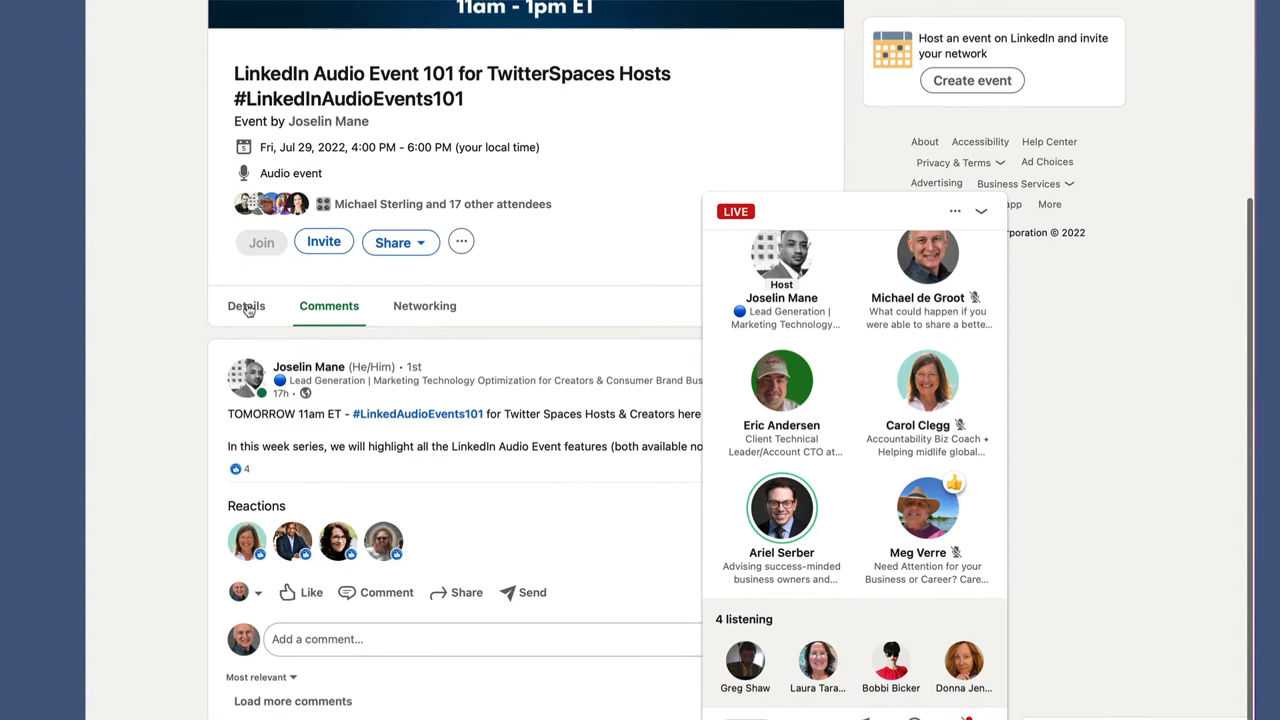 11am - 1pm ET
LinkedIn Audio Event 101 for TwitterSpaces Hosts
#LinkedInAudioEvents101
Event by Joselin Mane
5
Fri, Jul 29, 2022, 4:00 PM - 6:00 PM (your local time)
Audio event
Michael Sterling and 17 other attendees
Join
Invite
Share
Details
Comments
Networking
Joselin Mane (He/Him) • 1st
Lead Generation | Marketing Technology Optimization for Creators & Consumer Brand Bus
17h •
TOMORROW 11am ET - #LinkedAudioEvents101 for Twitter Spaces Hosts & Creators here
In this week series, we will highlight all the LinkedIn Audio Event features (both available no
4
Reactions
Like
Comment
Share
Send
Add a comment...
Most relevant
Load more comments
Host an event on LinkedIn and invite
your network
Create event
About
Accessibility
Help Center
Privacy & Terms
Ad Choices
Advertising
Business Services
app
More
rporation © 2022
LIVE
Host
Joselin Mane
Lead Generation |
Marketing Technology...
Michael de Groot
What could happen if you
were able to share a bette...
Eric Andersen
Client Technical
Leader/Account CTO at...
Carol Clegg
Accountability Biz Coach +
Helping midlife global...
Ariel Serber
Advising success-minded
business owners and...
Meg Verre
Need Attention for your
Business or Career? Care...
4 listening
Greg Shaw
Laura Tara...
Bobbi Bicker
Donna Jen...